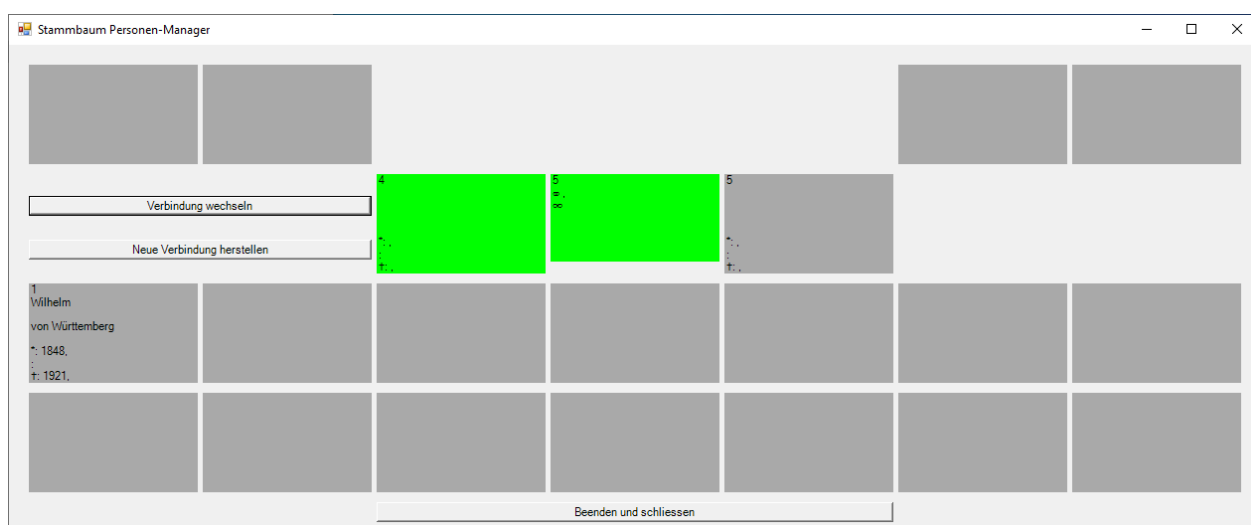 Stammbaum Personen-Manager
Verbindung wechseln
Neue Verbindung herstellen
4
*: ,
:
†: ,
5
= ,
∞
5
*: ,
:
†: ,
1
Wilhelm
von Württemberg
*: 1848,
:
†: 1921,
Beenden und schliessen